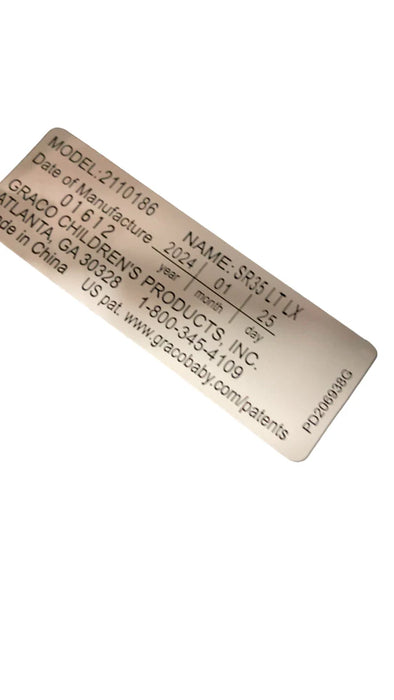 MODEL:2110186 NAME: SR35 LT LX
Date of Manufacture 2024 | 01 | 25
year month day
01612
GRACO CHILDREN'S PRODUCTS, INC.
ATLANTA, GA 30328 1-800-345-4109
de in China US pat. www.gracobaby.com/patents
PD206938G